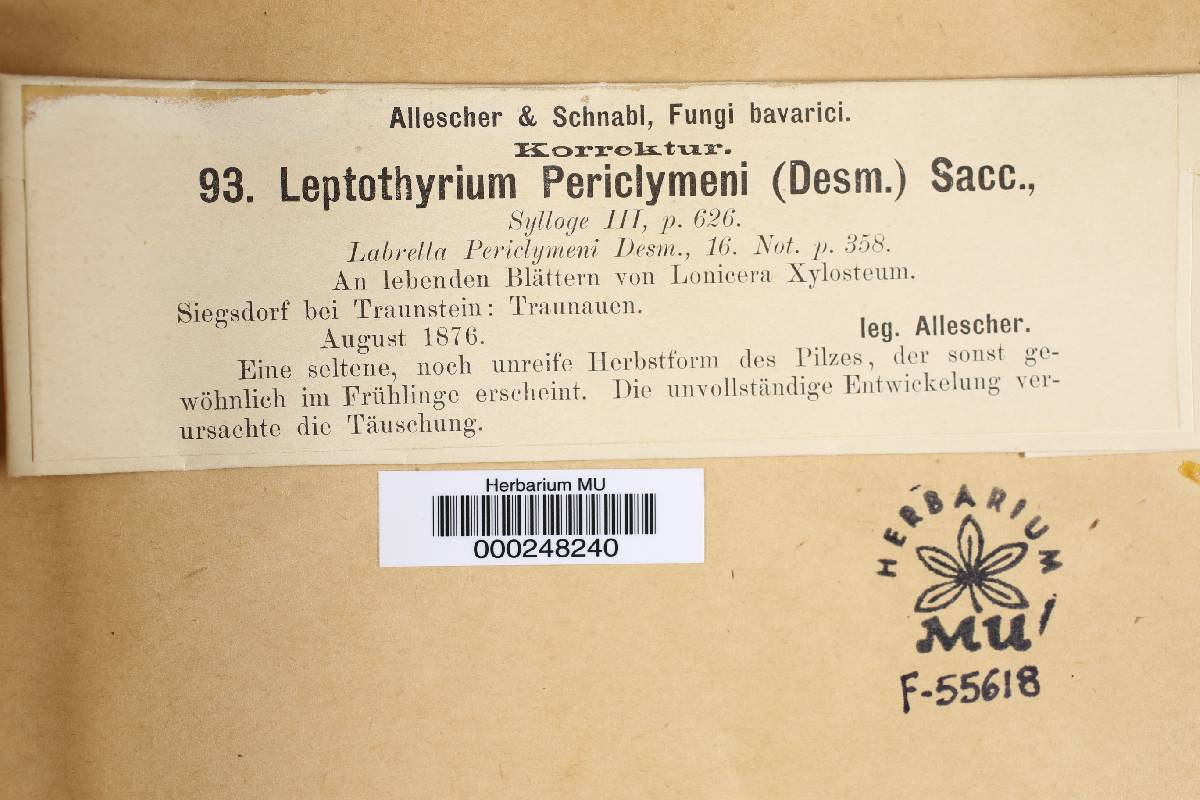 Allescher & Schnabl, Fungi bavarici.
Korrektur.
93. Leptothyrium Periclymeni (Desm.) Sacc.,
Sylloge III, p. 626.
Labrella Periclymeni Desm., 16. Not. p. 358.
An lebenden Blättern von Lonicera Xylosteum.
Siegsdorf bei Traunstein: Traunauen.
August 1876.
leg. Allescher.
Eine seltene, noch unreife Herbstform des Pilzes, der sonst ge-
wöhnlich im Frühlinge erscheint. Die unvollständige Entwickelung ver-
ursachte die Täuschung.
Herbarium MU
000248240
HERBARIUM
MU
F-55618